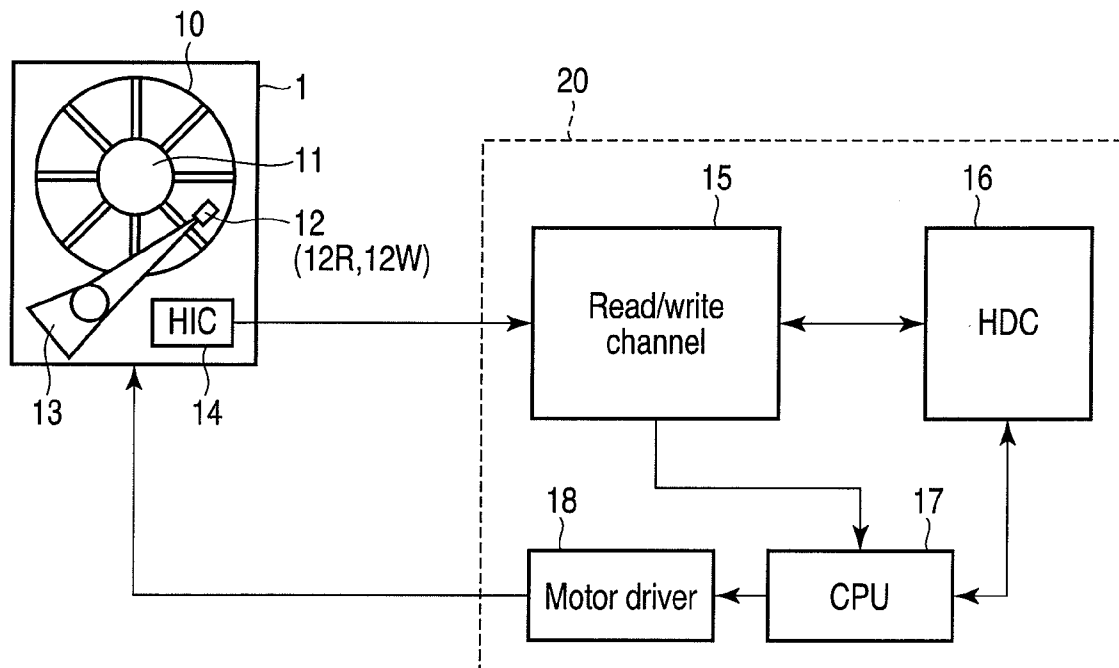 10
1
20
11
15
16
12
(12R,12W)
Read/write
channel
HDC
HIC
13
14
18
17
Motor driver
CPU